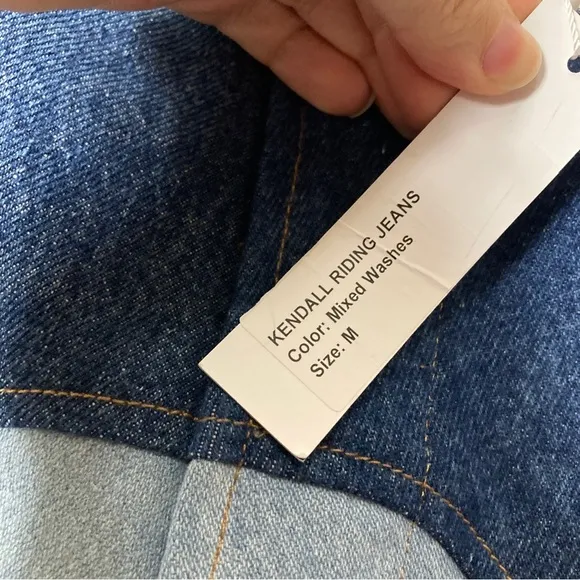 KENDALL RIDING JEANS
Color: Mixed Washes
Size: M